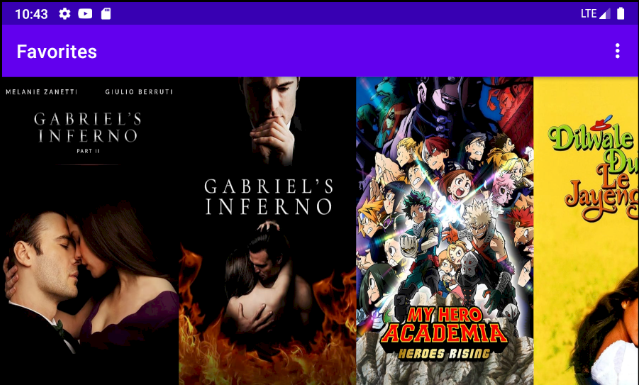 10:43
LTE
Favorites
MELANIE ZANETTI GIULIO BERRUTI
GABRIEL'S
INFERNO
PART II
GABRIEL'S
INFERNO
MY HERO
ACADEMIA
HEROES RISING
Dilwale
Du
Le
Jayeng